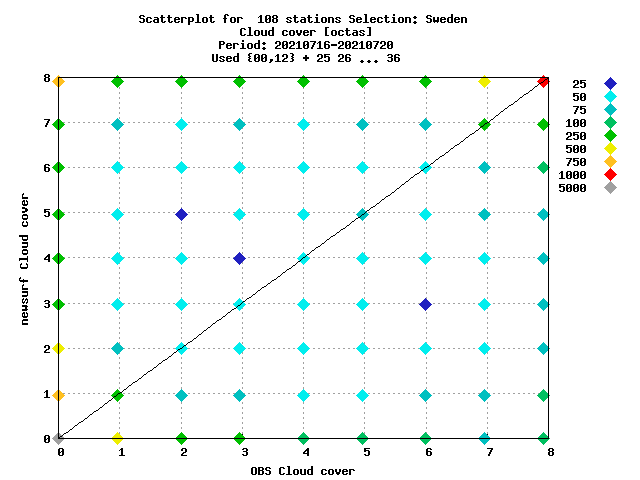 Scatterplot for  108 stations Selection: Sweden
Cloud cover [octas]
Period: 20210716-20210720
Used {00,12} + 25 26 ... 36
8
7
6
5
4
3
2
1
0
newsurf Cloud cover
0 1 2 3 4 5 6 7 8
OBS Cloud cover
25
50
75
100
250
500
750
1000
5000